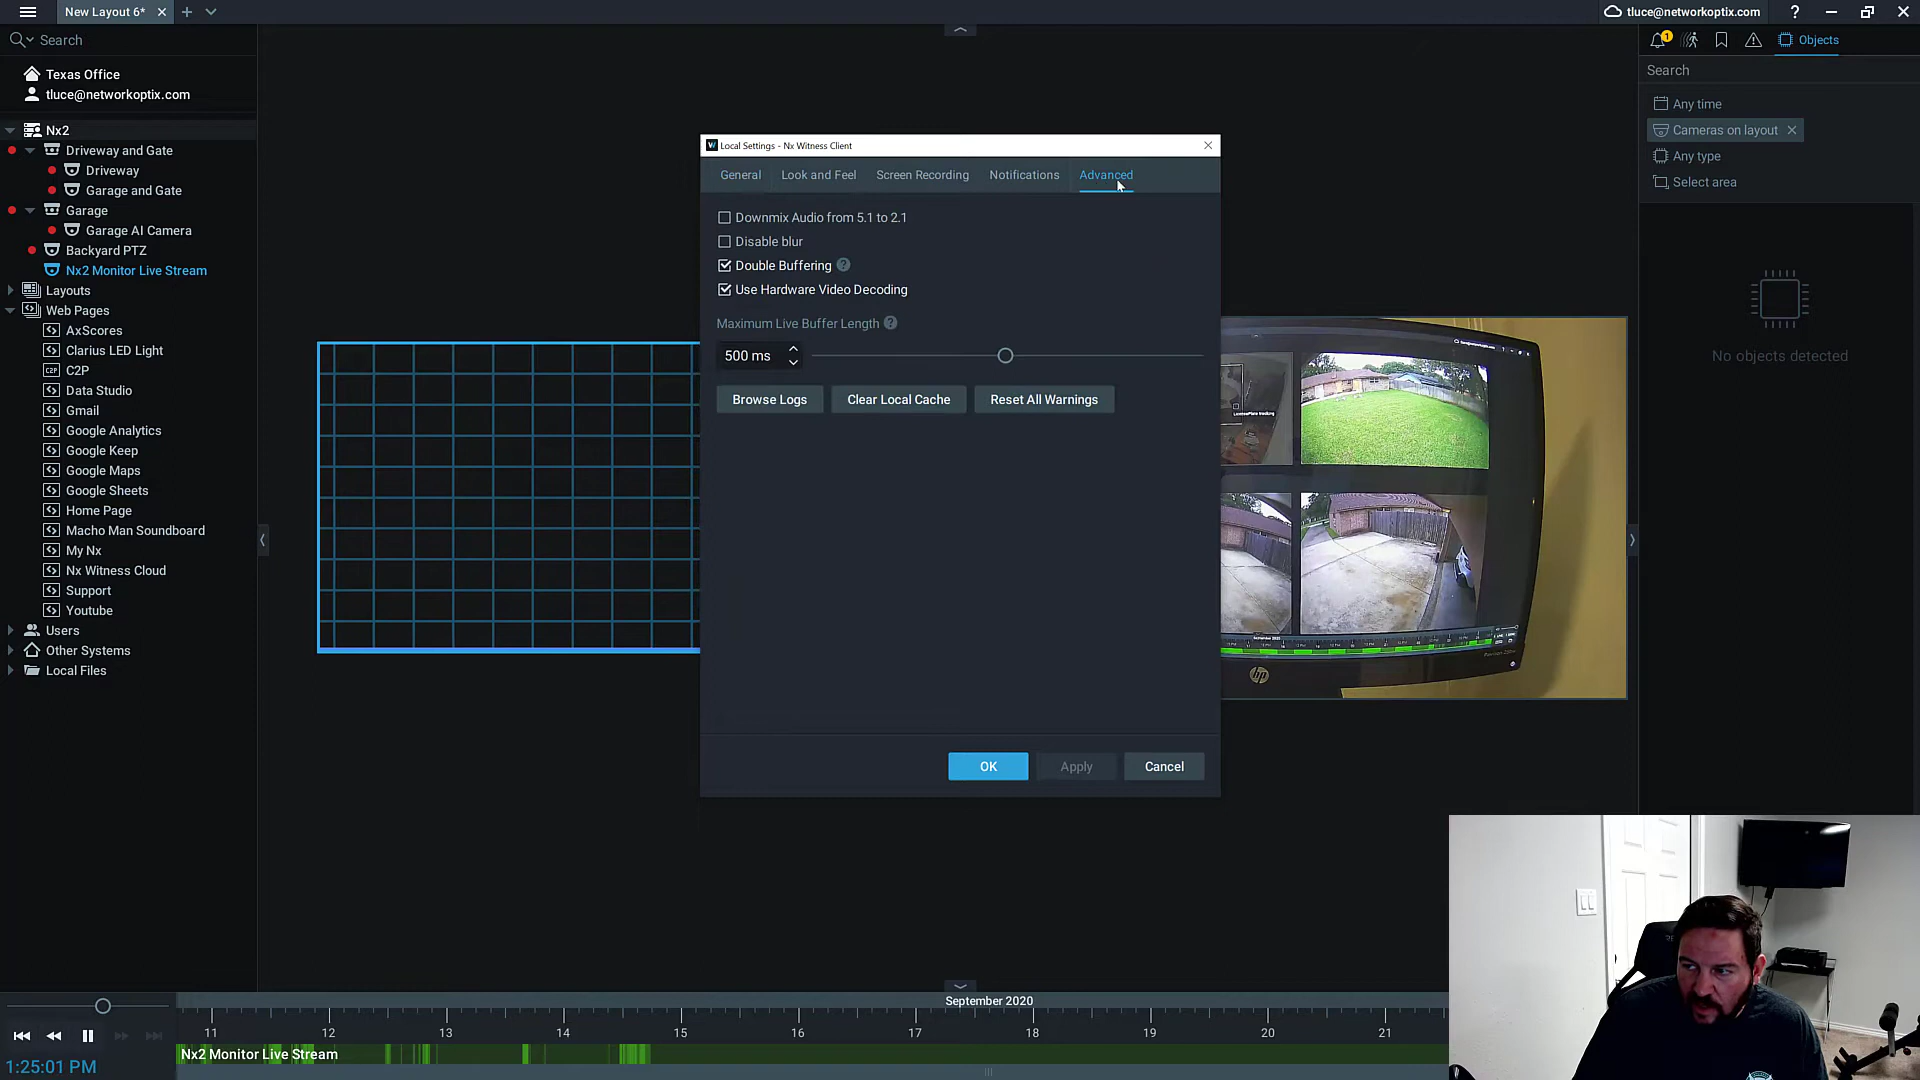 New Layout 6*
tluce@networkoptix.com
?
Search
Texas Office
tluce@networkoptix.com
Nx2
Driveway and Gate
Driveway
Garage and Gate
Garage
Garage AI Camera
Backyard PTZ
Nx2 Monitor Live Stream
Layouts
Web Pages
AxScores
Clarius LED Light
C2P C2P
Data Studio
Gmail
Google Analytics
Google Keep
Google Maps
Google Sheets
Home Page
Macho Man Soundboard
My Nx
Nx Witness Cloud
Support
Youtube
Users
Other Systems
Local Files
Local Settings - Nx Witness Client
General Look and Feel Screen Recording Notifications Advanced
Downmix Audio from 5.1 to 2.1
Disable blur
Double Buffering ?
Use Hardware Video Decoding
Maximum Live Buffer Length ?
500 ms
Browse Logs Clear Local Cache Reset All Warnings
OK Apply Cancel
hp
1 Objects
Search
Any time
Cameras on layout
Any type
Select area
No objects detected
September 2020
11 12 13 14 15 16 17 18 19 20 21
Nx2 Monitor Live Stream
1:25:01 PM